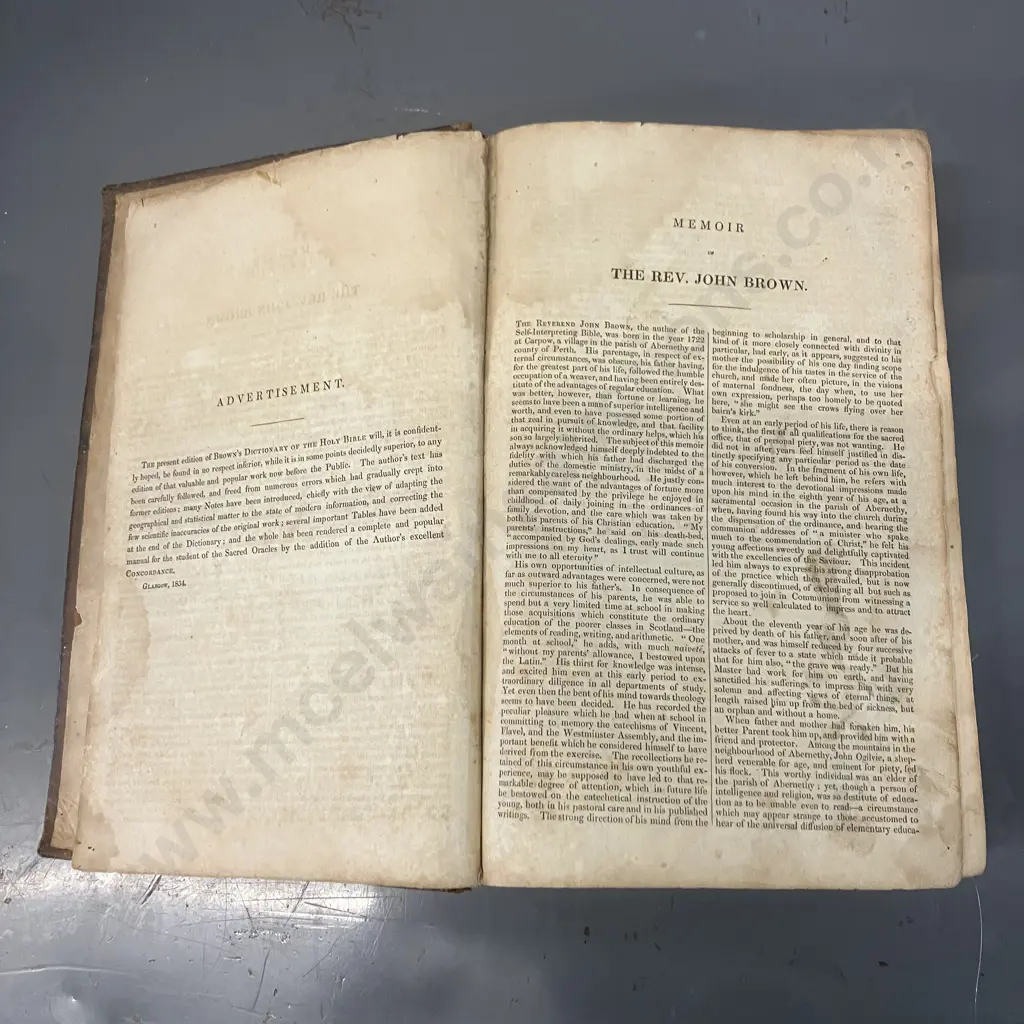 ADVERTISEMENT.
THE present edition of BROWN'S DICTIONARY OF THE HOLY BIBLE will, it is confident-
ly hoped, be found in no respect inferior, while it is in some points decidedly superior, to any
edition of that valuable and popular work now before the Public. The author's text has
been carefully followed, and freed from numerous errors which had gradually crept into
former editions; many Notes have been introduced, chiefly with the view of adapting the
geographical and statistical matter to the state of modern information, and correcting the
few scientific inaccuracies of the original work; several important Tables have been added
at the end of the Dictionary; and the whole has been rendered a complete and popular
manual for the student of the Sacred Oracles by the addition of the Author's excellent
CONCORDANCE.
GLASGOW, 1834.
MEMOIR
OF
THE REV. JOHN BROWN.
THE REVEREND JOHN BROWN, the author of the
Self-Interpreting Bible, was born in the year 1722
at Carpow, a village in the parish of Abernethy and
county of Perth. His parentage, in respect of ex-
ternal circumstances, was obscure, his father having,
for the greatest part of his life, followed the humble
occupation of a weaver, and having been entirely des-
titute of the advantages of regular education. What
was better, however, than fortune or learning, he
seems to have been a man of superior intelligence and
worth, and even to have possessed some portion of
that zeal in pursuit of knowledge, and that facility
in acquiring it without the ordinary helps, which his
son so largely inherited. The subject of this memoir
always acknowledged himself deeply indebted to the
fidelity with which his father had discharged the
duties of the domestic ministry, in the midst of a
remarkably careless neighbourhood. He justly con-
sidered the want of the advantages of fortune more
than compensated by the privilege he enjoyed in
childhood of daily joining in the ordinances of
family devotion, and the care which was taken by
both his parents of his Christian education. "My
parents' instructions," he said on his death-bed,
"accompanied by God's dealings, early made such
impressions on my heart, as I trust will continue
with me to all eternity."
His own opportunities of intellectual culture, as
far as outward advantages were concerned, were not
much superior to his father's. In consequence of
the circumstances of his parents, he was able to
spend but a very limited time at school in making
those acquisitions which constitute the ordinary
education of the poorer classes in Scotland—the
elements of reading, writing, and arithmetic. "One
month at school," he adds, with much naiveté,
"without my parents' allowance, I bestowed upon
the Latin." His thirst for knowledge was intense,
and excited him even at this early period to ex-
traordinary diligence in all departments of study.
Yet even then the bent of his mind towards theology
seems to have been decided. He has recorded the
peculiar pleasure which he had when at school in
committing to memory the catechisms of Vincent,
Flavel, and the Westminster Assembly, and the im-
portant benefit which he considered himself to have
derived from the exercise. The recollections he re-
tained of this circumstance in his own youthful ex-
perience, may be supposed to have led to that re-
markable degree of attention, which in future life
he bestowed on the catechetical instruction of the
young, both in his pastoral care and in his published
writings. The strong direction of his mind from the
beginning to scholarship in general, and to that
kind of it more closely connected with divinity in
particular, had early, as it appears, suggested to his
mother the possibility of his one day finding scope
for the indulgence of his tastes in the service of the
church, and made her often picture, in the visions
of maternal fondness, the day when, to use her
own expression, perhaps too homely to be quoted
here, "she might see the crows flying over her
bairn's kirk."
Even at an early period of his life, there is reason
to think, the first of all qualifications for the sacred
office, that of personal piety, was not wanting. He
did not in after years feel himself justified in dis-
tinctly specifying any particular period as the date
of his conversion. In the fragment of his own life,
however, which he left behind him, he refers with
much interest to the devotional impressions made
upon his mind in the eighth year of his age, at a
sacramental occasion in the parish of Abernethy,
when, having found his way into the church during
the dispensation of the ordinance, and hearing the
communion addresses of "a minister who spake
much to the commendation of Christ," he felt his
young affections sweetly and delightfully captivated
with the excellencies of the Saviour. This incident
led him always to express his strong disapprobation
of the practice which then prevailed, but is now
generally discontinued, of excluding all but such as
proposed to join in Communion from witnessing a
service so well calculated to impress and to attract
the heart.
About the eleventh year of his age he was de-
prived by death of his father, and soon after of his
mother, and was himself reduced by four successive
attacks of fever to a state which made it probable
that for him also, "the grave was ready." But his
Master had work for him on earth, and having
sanctified his sufferings to impress him with very
solemn and affecting views of eternal things, at
length raised him up from the bed of sickness, but
an orphan and without a home.
When father and mother had forsaken him, his
better Parent took him up, and provided him with a
friend and protector. Among the mountains in the
neighbourhood of Abernethy, John Ogilvie, a shep-
herd venerable for age, and eminent for piety, fed
his flock. This worthy individual was an elder of
the parish of Abernethy; yet, though a person of
intelligence and religion, was so destitute of educa-
tion as to be unable even to read—a circumstance
which may appear strange to those accustomed to
hear of the universal diffusion of elementary educa-